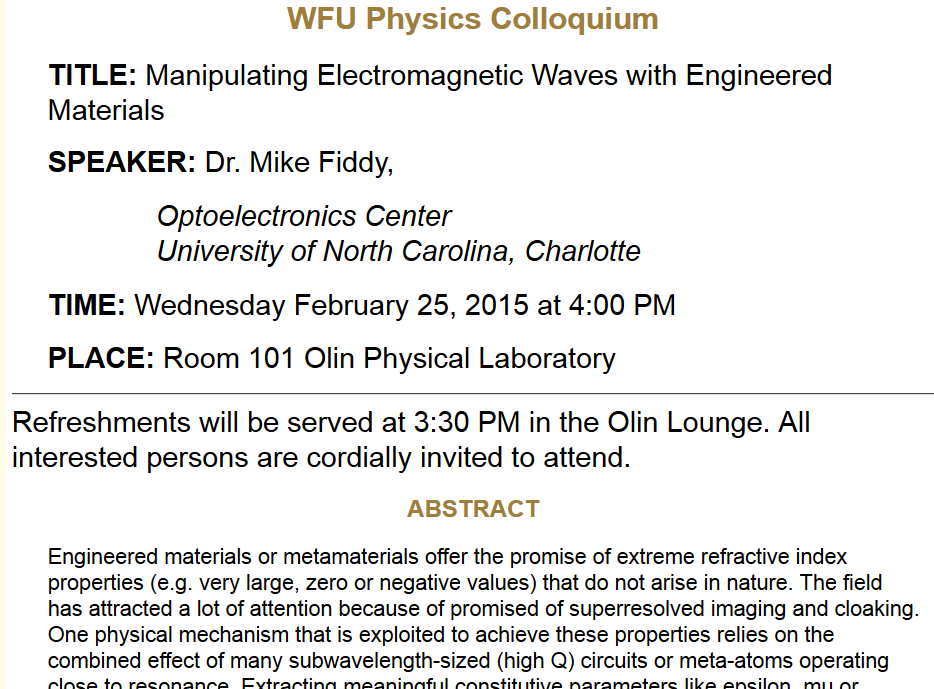 WFU Physics Colloquium
TITLE: Manipulating Electromagnetic Waves with Engineered
Materials
SPEAKER: Dr. Mike Fiddy,
Optoelectronics Center
University of North Carolina, Charlotte
TIME: Wednesday February 25, 2015 at 4:00 PM
PLACE: Room 101 Olin Physical Laboratory
Refreshments will be served at 3:30 PM in the Olin Lounge. All
interested persons are cordially invited to attend.
ABSTRACT
Engineered materials or metamaterials offer the promise of extreme refractive index
properties (e.g. very large, zero or negative values) that do not arise in nature. The field
has attracted a lot of attention because of promised of superresolved imaging and cloaking.
One physical mechanism that is exploited to achieve these properties relies on the
combined effect of many subwavelength-sized (high Q) circuits or meta-atoms operating
close to resonance. Extracting meaningful constitutive parameters like epsilon, mu or